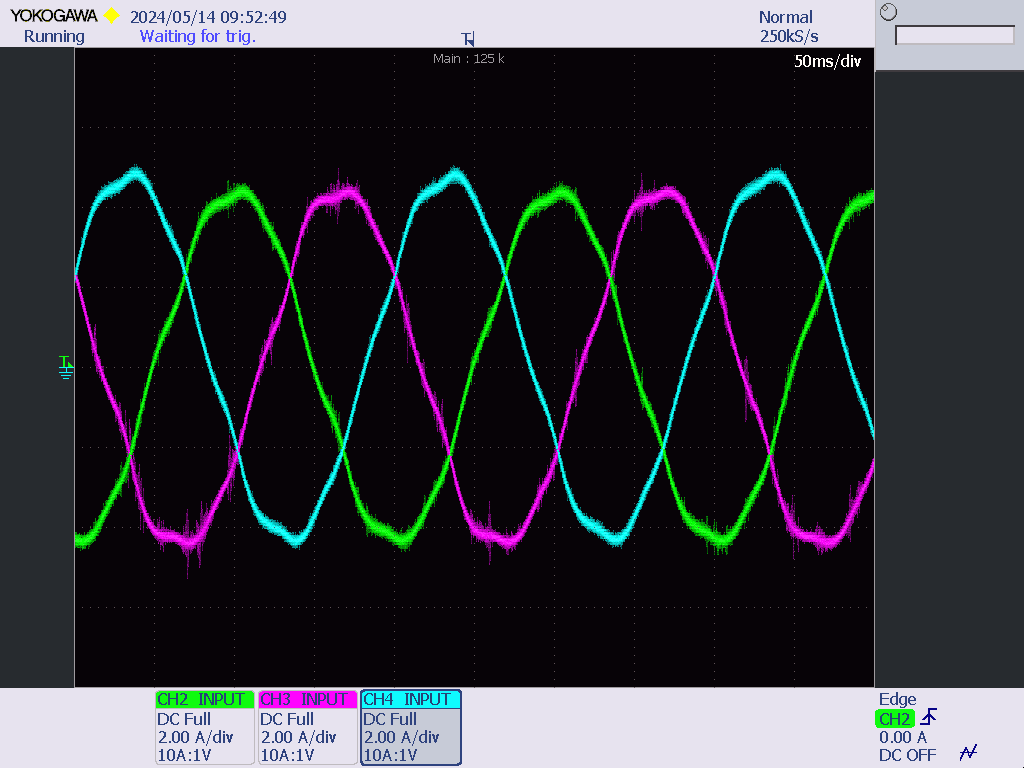 YOKOGAWA 2024/05/14 09:52:49 Normal
Running Waiting for trig. 250kS/s
T
Main : 125 k
50ms/div
T
CH2 INPUT
DC Full
2.00 A/div
10A:1V
CH3 INPUT
DC Full
2.00 A/div
10A:1V
CH4 INPUT
DC Full
2.00 A/div
10A:1V
Edge
CH2
0.00 A
DC OFF